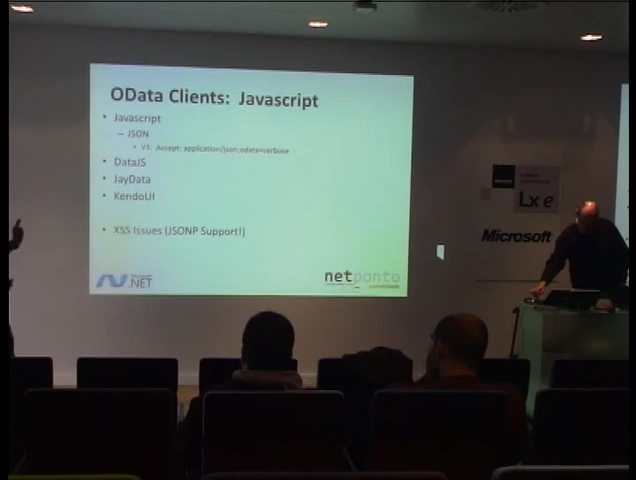 OData Clients: Javascript
• Javascript
– JSON
• V3: Accept: application/json;odata=verbose
• DataJS
• JayData
• KendoUI
• XSS Issues (JSONP Support!)
.NET
netponto
Lx e
Microsoft